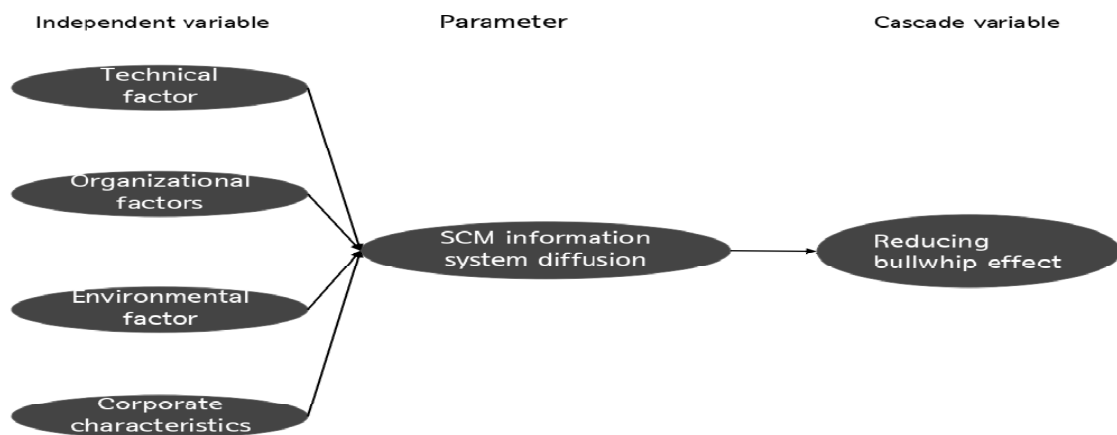 Independent variable
Parameter
Cascade variable
Technical
factor
Organizational
factors
Environmental
factor
Corporate
characteristics
SCM information
system diffusion
Reducing
bullwhip effect